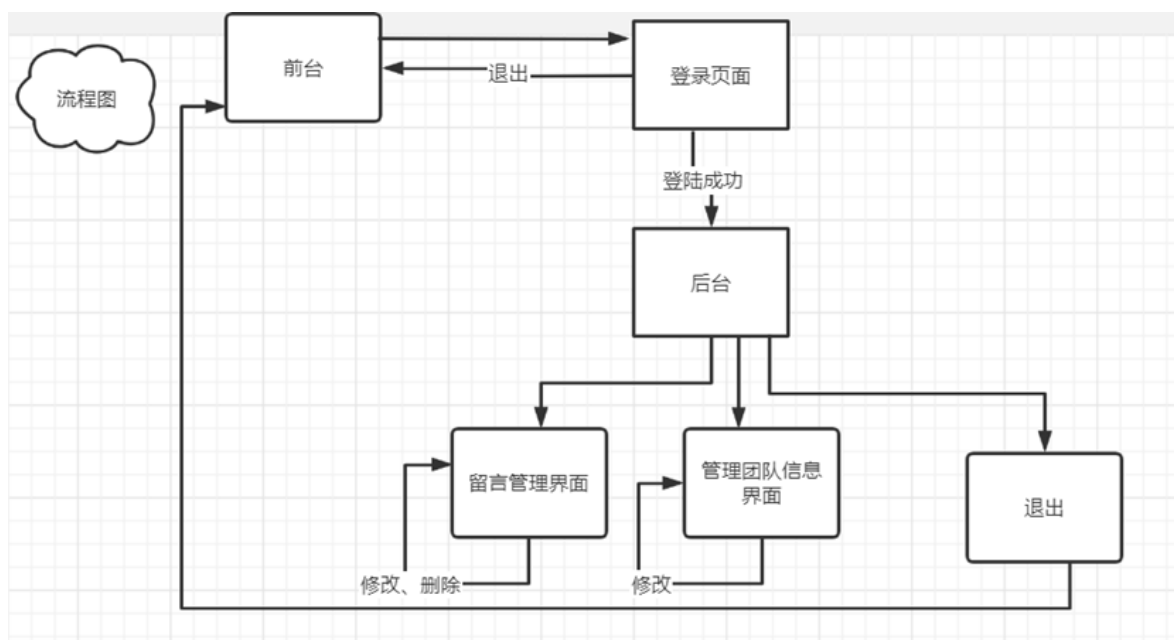 流程图
前台
退出
登录页面
登陆成功
后台
留言管理界面
管理团队信息
界面
退出
修改、删除
修改